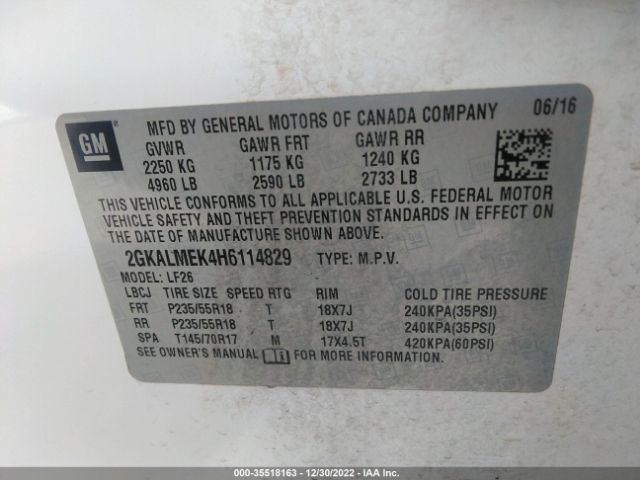 GM
MFD BY GENERAL MOTORS OF CANADA COMPANY 06/16
GVWR GAWR FRT GAWR RR
2250 KG 1175 KG 1240 KG
4960 LB 2590 LB 2733 LB
THIS VEHICLE CONFORMS TO ALL APPLICABLE U.S. FEDERAL MOTOR
VEHICLE SAFETY AND THEFT PREVENTION STANDARDS IN EFFECT ON
THE DATE OF MANUFACTURE SHOWN ABOVE.
2GKALMEK4H6114829 TYPE: M.P.V.
MODEL: LF26
LBCJ TIRE SIZE SPEED RTG RIM COLD TIRE PRESSURE
FRT P235/55R18 T 18X7J 240KPA(35PSI)
RR P235/55R18 T 18X7J 240KPA(35PSI)
SPA T145/70R17 M 17X4.5T 420KPA(60PSI)
SEE OWNER'S MANUAL FOR MORE INFORMATION.
000-35518163 - 12/30/2022 - IAA Inc.